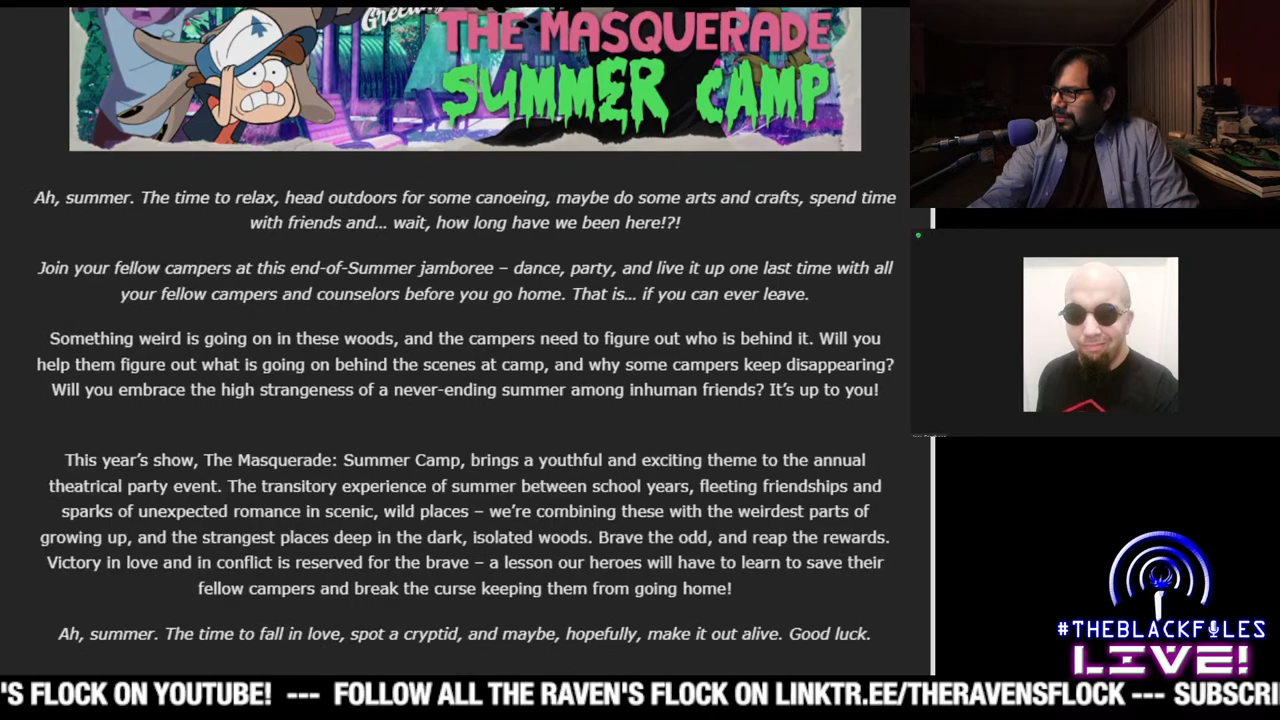 Greetings
THE MASQUERADE
SUMMER CAMP
Ah, summer. The time to relax, head outdoors for some canoeing, maybe do some arts and crafts, spend time
with friends and... wait, how long have we been here!?!
Join your fellow campers at this end-of-Summer jamboree – dance, party, and live it up one last time with all
your fellow campers and counselors before you go home. That is... if you can ever leave.
Something weird is going on in these woods, and the campers need to figure out who is behind it. Will you
help them figure out what is going on behind the scenes at camp, and why some campers keep disappearing?
Will you embrace the high strangeness of a never-ending summer among inhuman friends? It's up to you!
This year's show, The Masquerade: Summer Camp, brings a youthful and exciting theme to the annual
theatrical party event. The transitory experience of summer between school years, fleeting friendships and
sparks of unexpected romance in scenic, wild places – we're combining these with the weirdest parts of
growing up, and the strangest places deep in the dark, isolated woods. Brave the odd, and reap the rewards.
Victory in love and in conflict is reserved for the brave – a lesson our heroes will have to learn to save their
fellow campers and break the curse keeping them from going home!
Ah, summer. The time to fall in love, spot a cryptid, and maybe, hopefully, make it out alive. Good luck.
#THEBLACKFILES
LIVE!
'S FLOCK ON YOUTUBE! --- FOLLOW ALL THE RAVEN'S FLOCK ON LINKTR.EE/THERAVENSFLOCK --- SUBSCRI